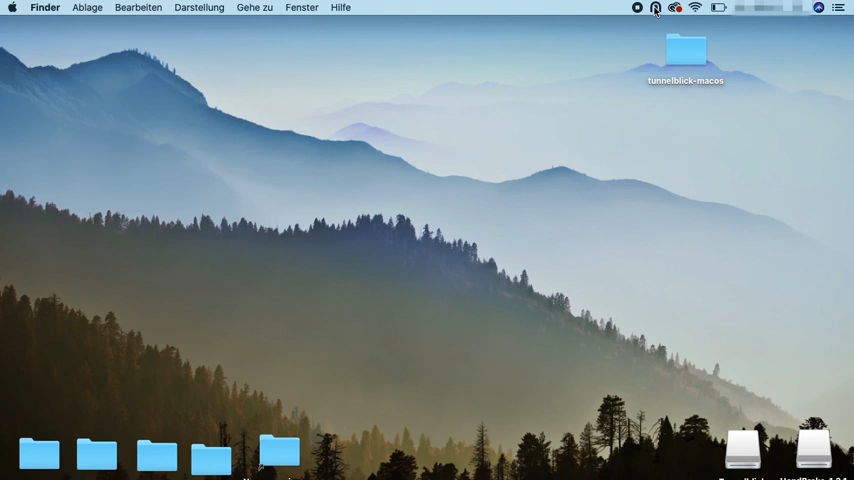 Finder Ablage Bearbeiten Darstellung Gehe zu Fenster Hilfe
tunnelblick-macos